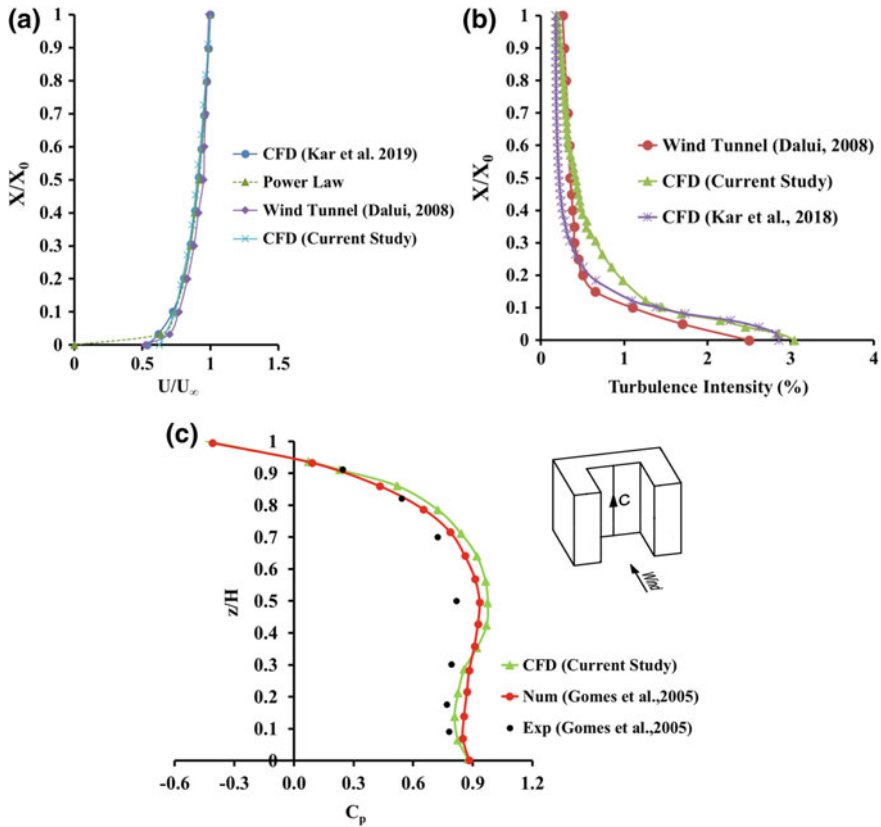 (a)
1
0.9
0.8
0.7
0.6
0.5
0.4
0.3
0.2
0.1
0
X/X₀
0
0.5
1
1.5
U/U∞
CFD (Kar et al. 2019)
Power Law
Wind Tunnel (Dalui, 2008)
CFD (Current Study)
(b)
1
0.9
0.8
0.7
0.6
0.5
0.4
0.3
0.2
0.1
0
X/X₀
0
1
2
3
4
Turbulence Intensity (%)
Wind Tunnel (Dalui, 2008)
CFD (Current Study)
CFD (Kar et al., 2018)
(c)
1
0.9
0.8
0.7
0.6
0.5
0.4
0.3
0.2
0.1
0
z/H
-0.6
-0.3
0.0
0.3
0.6
0.9
1.2
Cₚ
C
Wind
CFD (Current Study)
Num (Gomes et al.,2005)
Exp (Gomes et al.,2005)